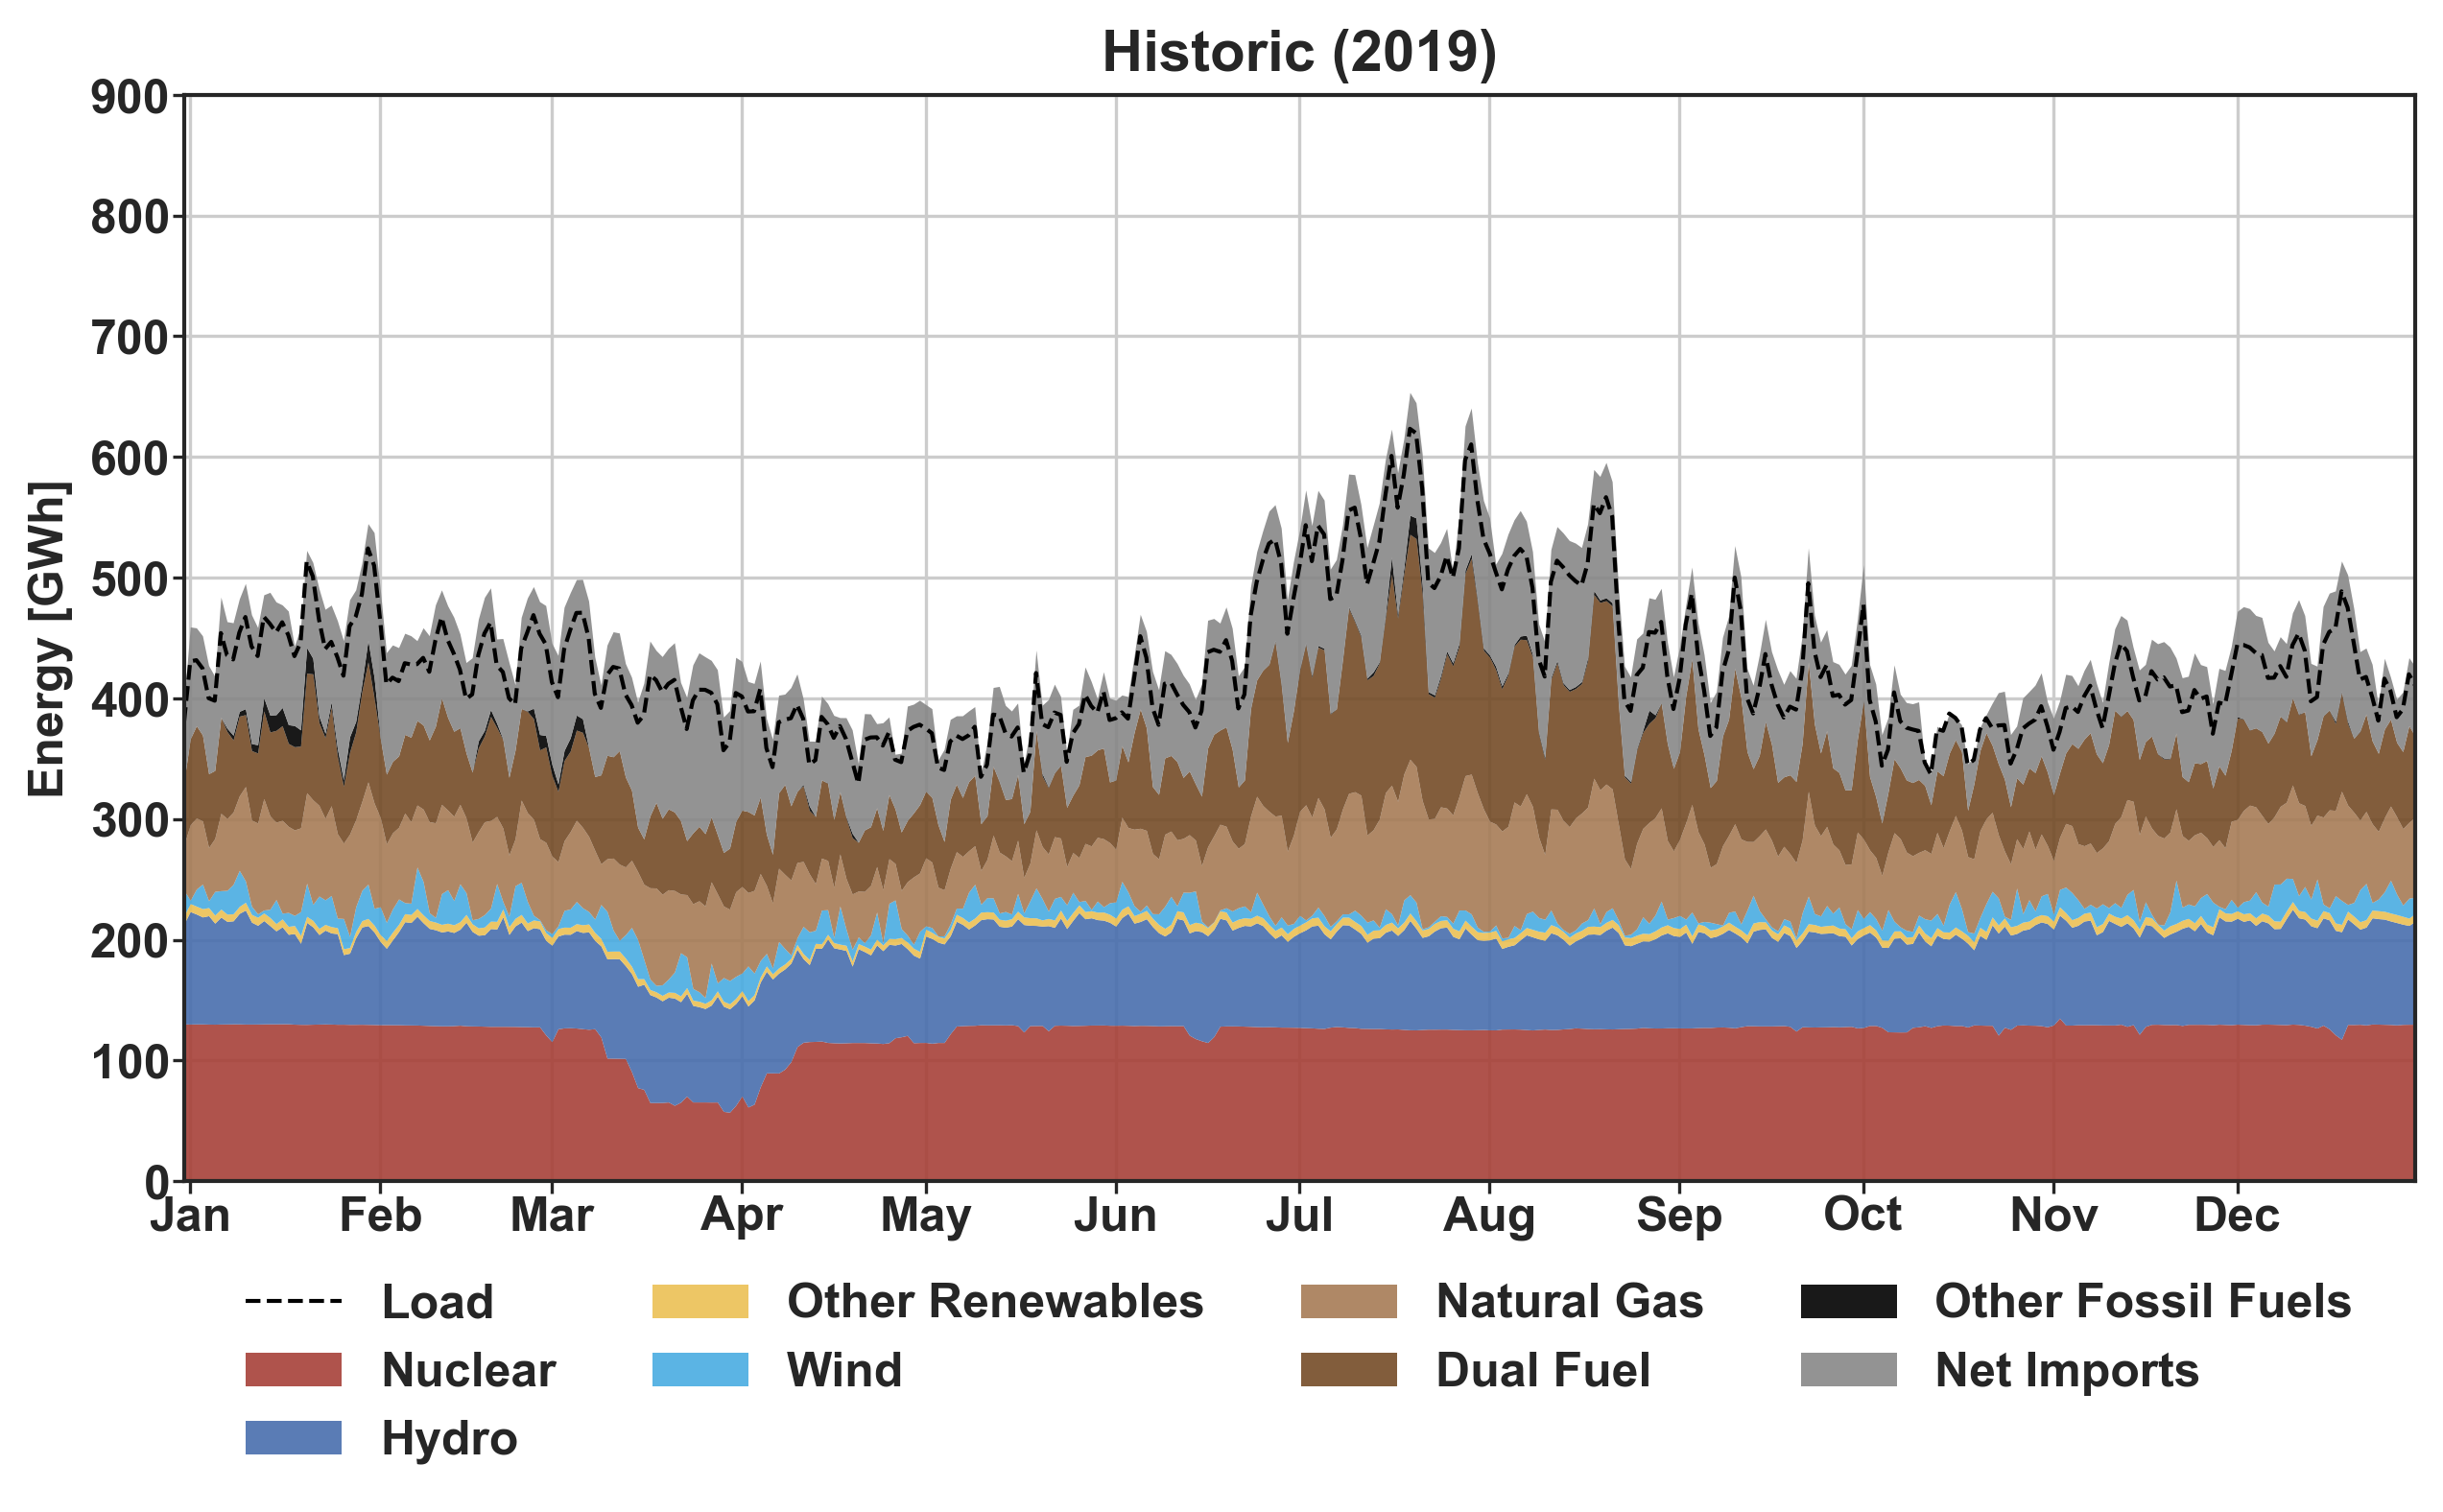 Historic (2019)
900
800
700
600
500
400
300
200
100
0
Energy [GWh]
Jan Feb Mar Apr May Jun Jul Aug Sep Oct Nov Dec
Load Other Renewables Natural Gas Other Fossil Fuels
Nuclear Wind Dual Fuel Net Imports
Hydro